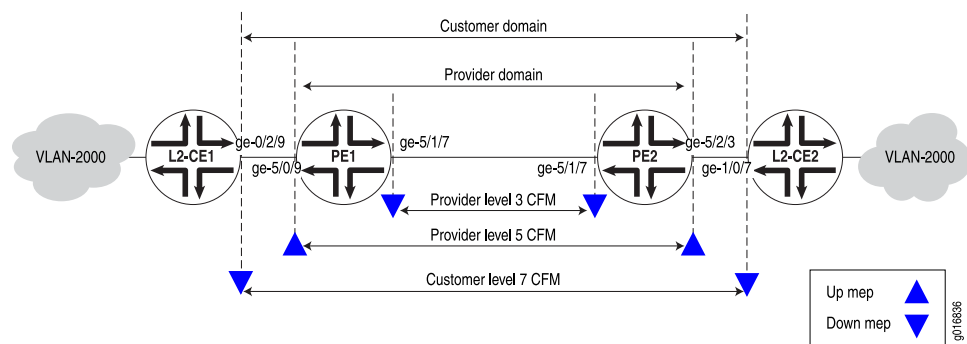 Customer domain
Provider domain
ge-0/2/9
ge-5/1/7
ge-5/2/3
VLAN-2000
L2-CE1
PE1
PE2
L2-CE2
VLAN-2000
ge-5/0/9
ge-5/1/7
ge-1/0/7
Provider level 3 CFM
Provider level 5 CFM
Customer level 7 CFM
Up mep
Down mep
g016836